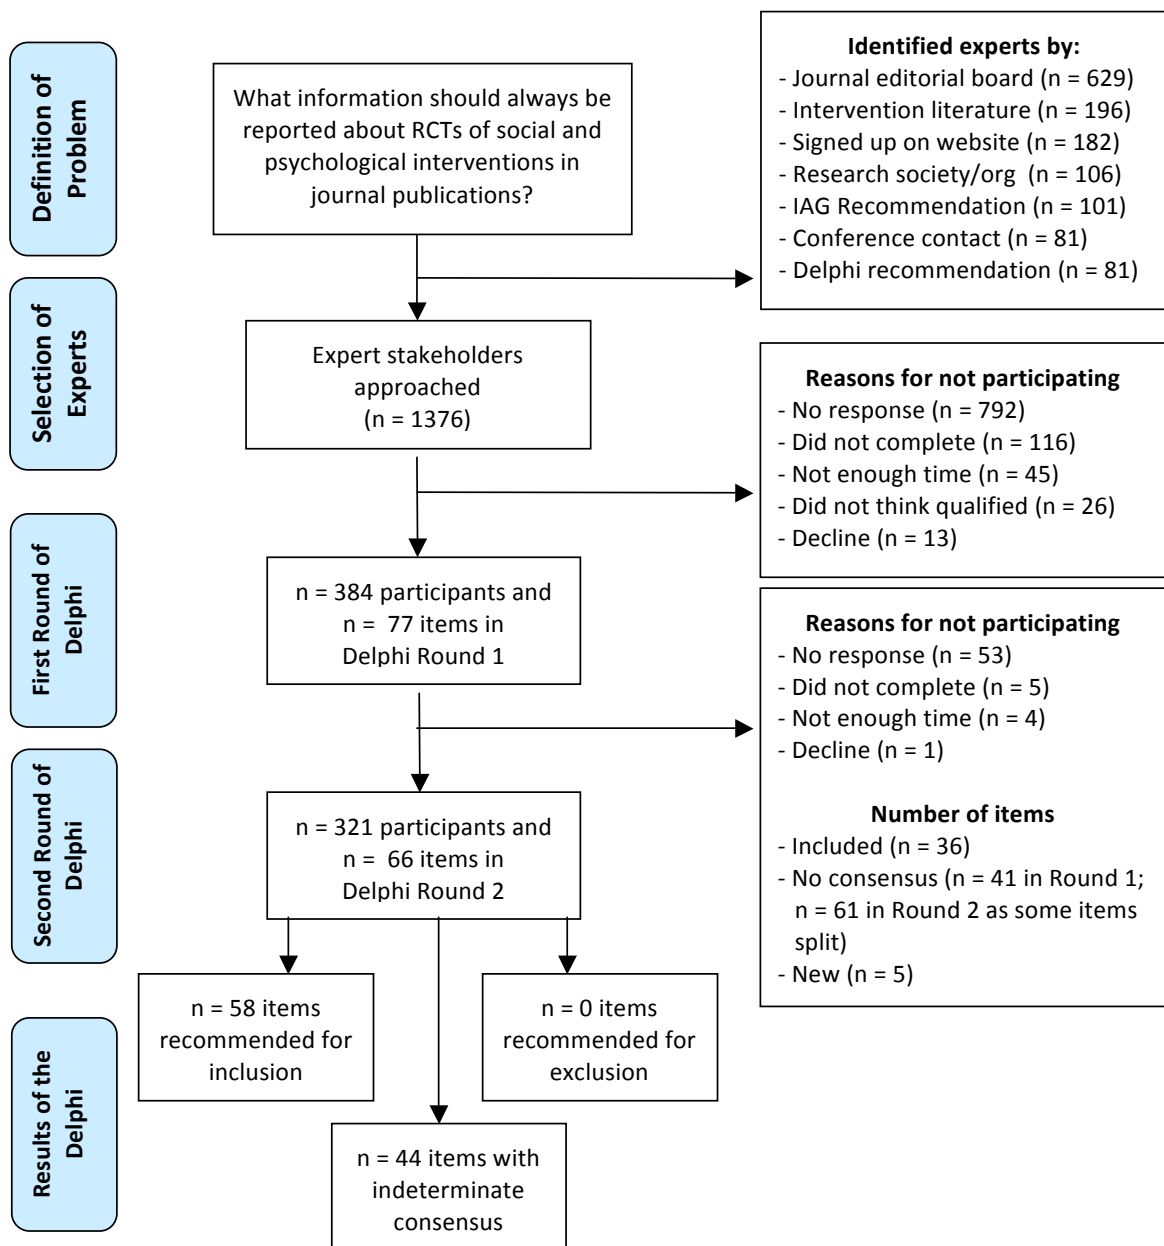 Definition of
Problem
What information should always be
reported about RCTs of social and
psychological interventions in
journal publications?
Identified experts by:
- Journal editorial board (n = 629)
- Intervention literature (n = 196)
- Signed up on website (n = 182)
- Research society/org  (n = 106)
- IAG Recommendation (n = 101)
- Conference contact (n = 81)
- Delphi recommendation (n = 81)
Selection of
Experts
Expert stakeholders
approached
(n = 1376)
Reasons for not participating
- No response (n = 792)
- Did not complete (n = 116)
- Not enough time (n = 45)
- Did not think qualified (n = 26)
- Decline (n = 13)
First Round of
Delphi
n = 384 participants and
n =  77 items in
Delphi Round 1
Reasons for not participating
- No response (n = 53)
- Did not complete (n = 5)
- Not enough time (n = 4)
- Decline (n = 1)
Number of items
- Included (n = 36)
- No consensus (n = 41 in Round 1;
n = 61 in Round 2 as some items
split)
- New (n = 5)
Second Round of
Delphi
n = 321 participants and
n =  66 items in
Delphi Round 2
Results of the
Delphi
n = 58 items
recommended for
inclusion
n = 0 items
recommended for
exclusion
n = 44 items with
indeterminate
consensus